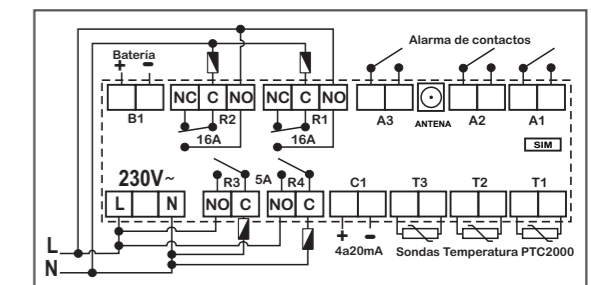 Alarma de contactos
Batería
+ -
NC C NO NC C NO
B1 R2 R1 A3 ANTENA A2 A1
16A 16A
SIM
230V~ R3 5A R4 C1 T3 T2 T1
L N NO C NO C
+ -
4a20mA Sondas Temperatura PTC2000
L
N